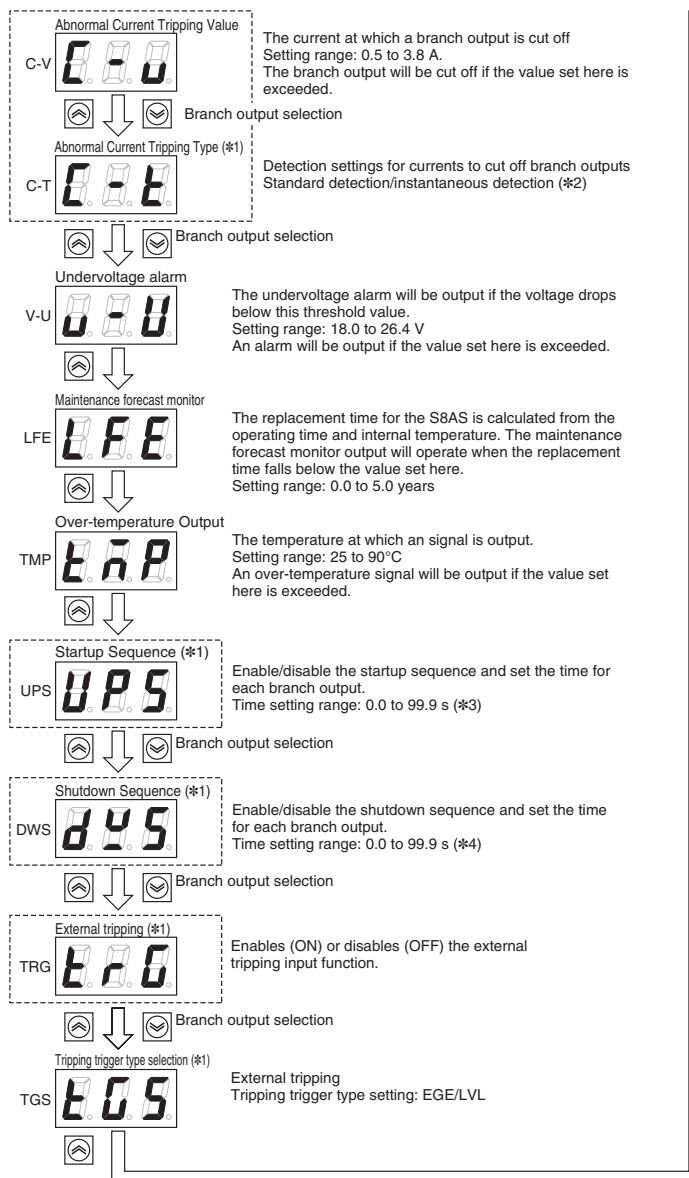 Abnormal Current Tripping Value
C-V
C-u
The current at which a branch output is cut off
Setting range: 0.5 to 3.8 A.
The branch output will be cut off if the value set here is
exceeded.
Branch output selection
Abnormal Current Tripping Type (✽1)
C-T
C-t
Detection settings for currents to cut off branch outputs
Standard detection/instantaneous detection (✽2)
Branch output selection
Undervoltage alarm
V-U
u-U
The undervoltage alarm will be output if the voltage drops
below this threshold value.
Setting range: 18.0 to 26.4 V
An alarm will be output if the value set here is exceeded.
Maintenance forecast monitor
LFE
LFE
The replacement time for the S8AS is calculated from the
operating time and internal temperature. The maintenance
forecast monitor output will operate when the replacement
time falls below the value set here.
Setting range: 0.0 to 5.0 years
Over-temperature Output
TMP
tmP
The temperature at which an signal is output.
Setting range: 25 to 90°C
An over-temperature signal will be output if the value set
here is exceeded.
Startup Sequence (✽1)
UPS
UPS
Enable/disable the startup sequence and set the time for
each branch output.
Time setting range: 0.0 to 99.9 s (✽3)
Branch output selection
Shutdown Sequence (✽1)
DWS
dwS
Enable/disable the shutdown sequence and set the time
for each branch output.
Time setting range: 0.0 to 99.9 s (✽4)
Branch output selection
External tripping (✽1)
TRG
trG
Enables (ON) or disables (OFF) the external
tripping input function.
Branch output selection
Tripping trigger type selection (✽1)
TGS
tGS
External tripping
Tripping trigger type setting: EGE/LVL